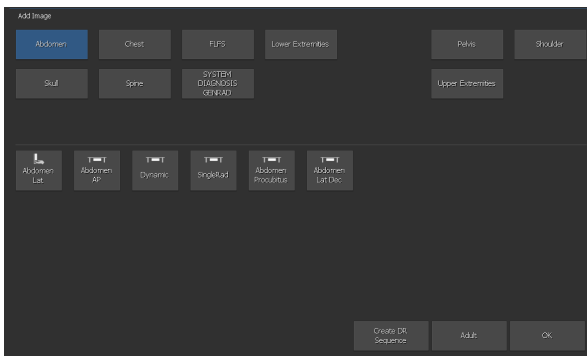 Add Image
Abdomen
Chest
FLFS
Lower Extremities
Pelvis
Shoulder
Skull
Spine
SYSTEM
DIAGNOSIS
GENRAD
Upper Extremities
Abdomen
Lat
Abdomen
AP
Dynamic
SingleRad
Abdomen
Procubitus
Abdomen
Lat Dec
Create DR
Sequence
Adult
OK